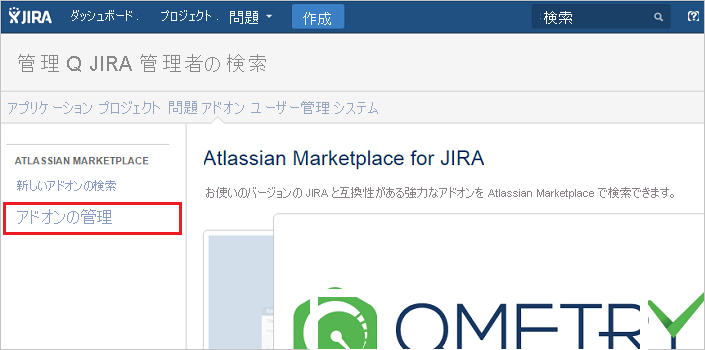 JIRA ダッシュボード. プロジェクト. 問題 作成 検索
管理 Q JIRA 管理者の検索
アプリケーション プロジェクト 問題 アドオン ユーザー管理 システム
ATLASSIAN MARKETPLACE
新しいアドオンの検索
アドオンの管理
Atlassian Marketplace for JIRA
お使いのバージョンの JIRA と互換性がある強力なアドオンを Atlassian Marketplace で検索できます。
QMETRY